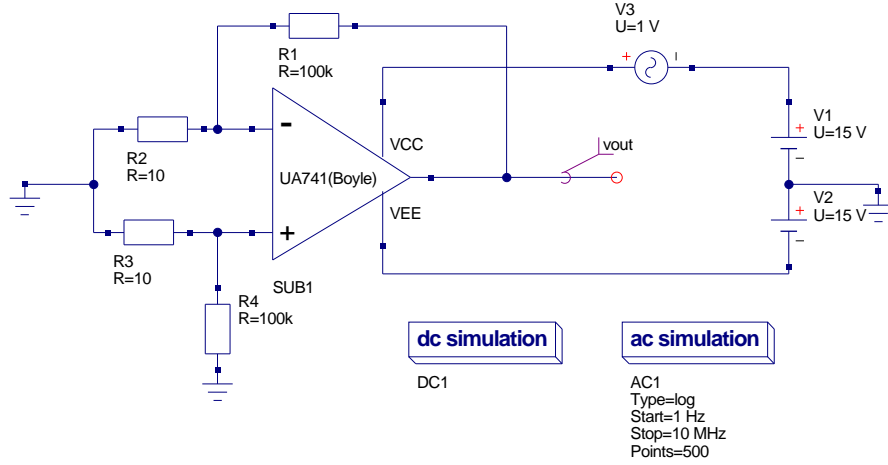 V3
U=1 V
R1
R=100k
V1
U=15 V
-
VCC
vout
R2
R=10
UA741(Boyle)
V2
U=15 V
VEE
+
R3
R=10
SUB1
R4
R=100k
dc simulation
ac simulation
DC1
AC1
Type=log
Start=1 Hz
Stop=10 MHz
Points=500